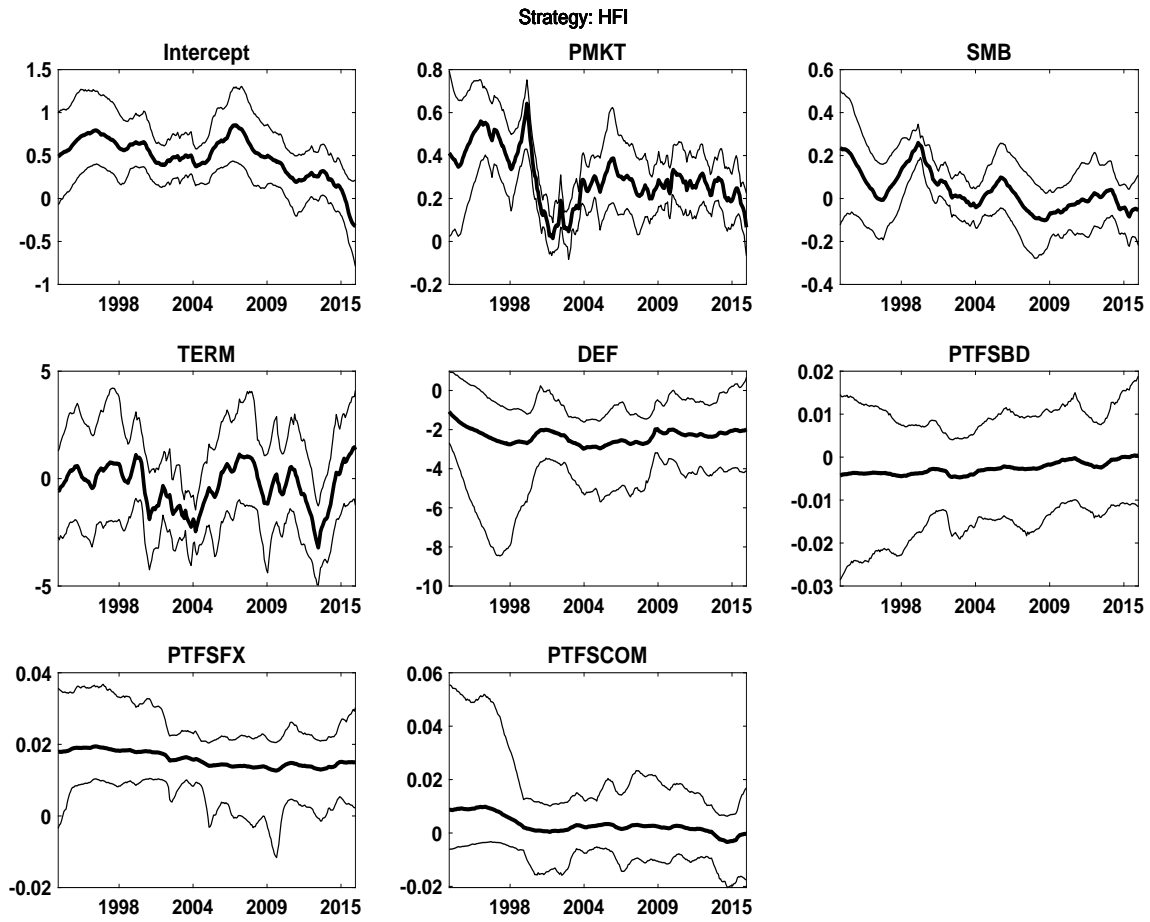 Strategy: HFI
Intercept
1.5
1
0.5
0
-0.5
-1
1998 2004 2009 2015
PMKT
0.8
0.6
0.4
0.2
0
-0.2
1998 2004 2009 2015
SMB
0.6
0.4
0.2
0
-0.2
-0.4
1998 2004 2009 2015
TERM
5
0
-5
1998 2004 2009 2015
DEF
0
-2
-4
-6
-8
-10
1998 2004 2009 2015
PTFSBD
0.02
0.01
0
-0.01
-0.02
-0.03
1998 2004 2009 2015
PTFSFX
0.04
0.02
0
-0.02
1998 2004 2009 2015
PTFSCOM
0.06
0.04
0.02
0
-0.02
1998 2004 2009 2015